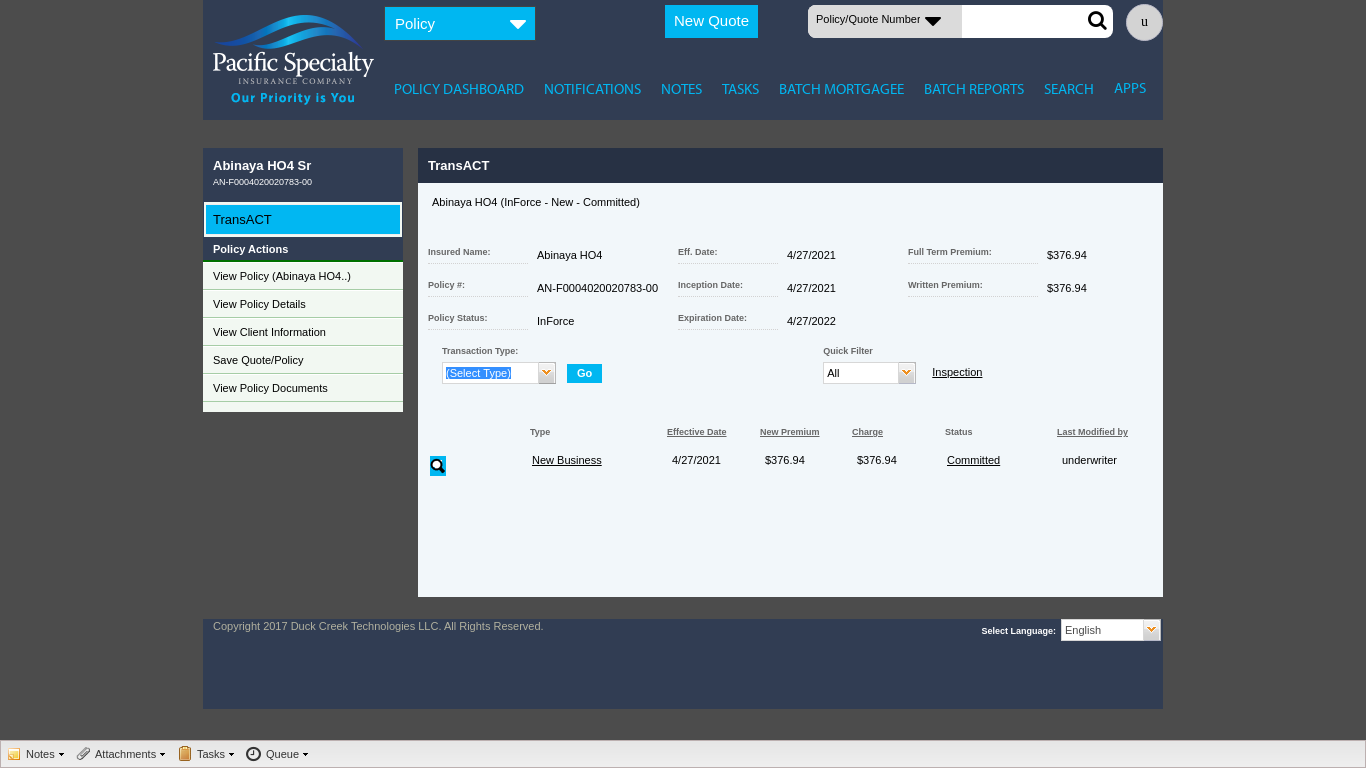 Policy
New Quote
Policy/Quote Number
u
Pacific Specialty
INSURANCE COMPANY
Our Priority is You
POLICY DASHBOARD NOTIFICATIONS NOTES TASKS BATCH MORTGAGEE BATCH REPORTS SEARCH APPS
Abinaya HO4 Sr
AN-F0004020020783-00
TransACT
Policy Actions
View Policy (Abinaya HO4..)
View Policy Details
View Client Information
Save Quote/Policy
View Policy Documents
TransACT
Abinaya HO4 (InForce - New - Committed)
Insured Name: Abinaya HO4 Eff. Date: 4/27/2021 Full Term Premium: $376.94
Policy #: AN-F0004020020783-00 Inception Date: 4/27/2021 Written Premium: $376.94
Policy Status: InForce Expiration Date: 4/27/2022
Transaction Type: Quick Filter
(Select Type) Go All Inspection
Type Effective Date New Premium Charge Status Last Modified by
New Business 4/27/2021 $376.94 $376.94 Committed underwriter
Copyright 2017 Duck Creek Technologies LLC. All Rights Reserved.
Select Language: English
Notes Attachments Tasks Queue